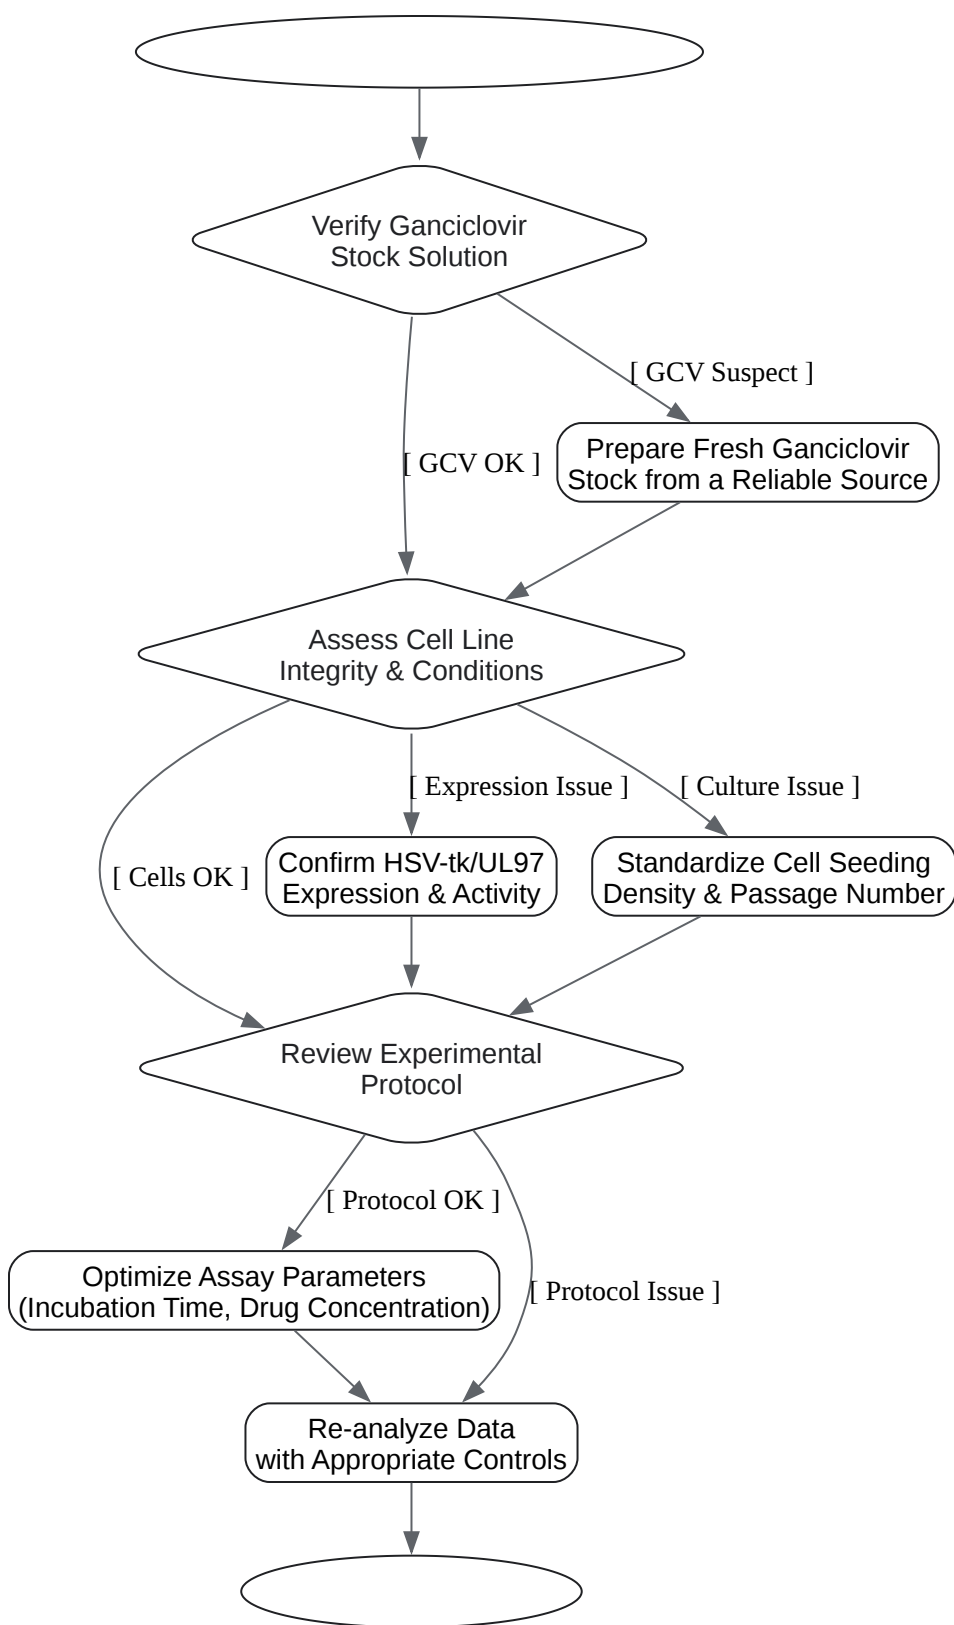 Verify Ganciclovir
Stock Solution
[ GCV Suspect ]
Prepare Fresh Ganciclovir
Stock from a Reliable Source
[ GCV OK ]
Assess Cell Line
Integrity & Conditions
[ Expression Issue ]
[ Culture Issue ]
[ Cells OK ]
Confirm HSV-tk/UL97
Expression & Activity
Standardize Cell Seeding
Density & Passage Number
Review Experimental
Protocol
[ Protocol OK ]
Optimize Assay Parameters
(Incubation Time, Drug Concentration)
[ Protocol Issue ]
Re-analyze Data
with Appropriate Controls